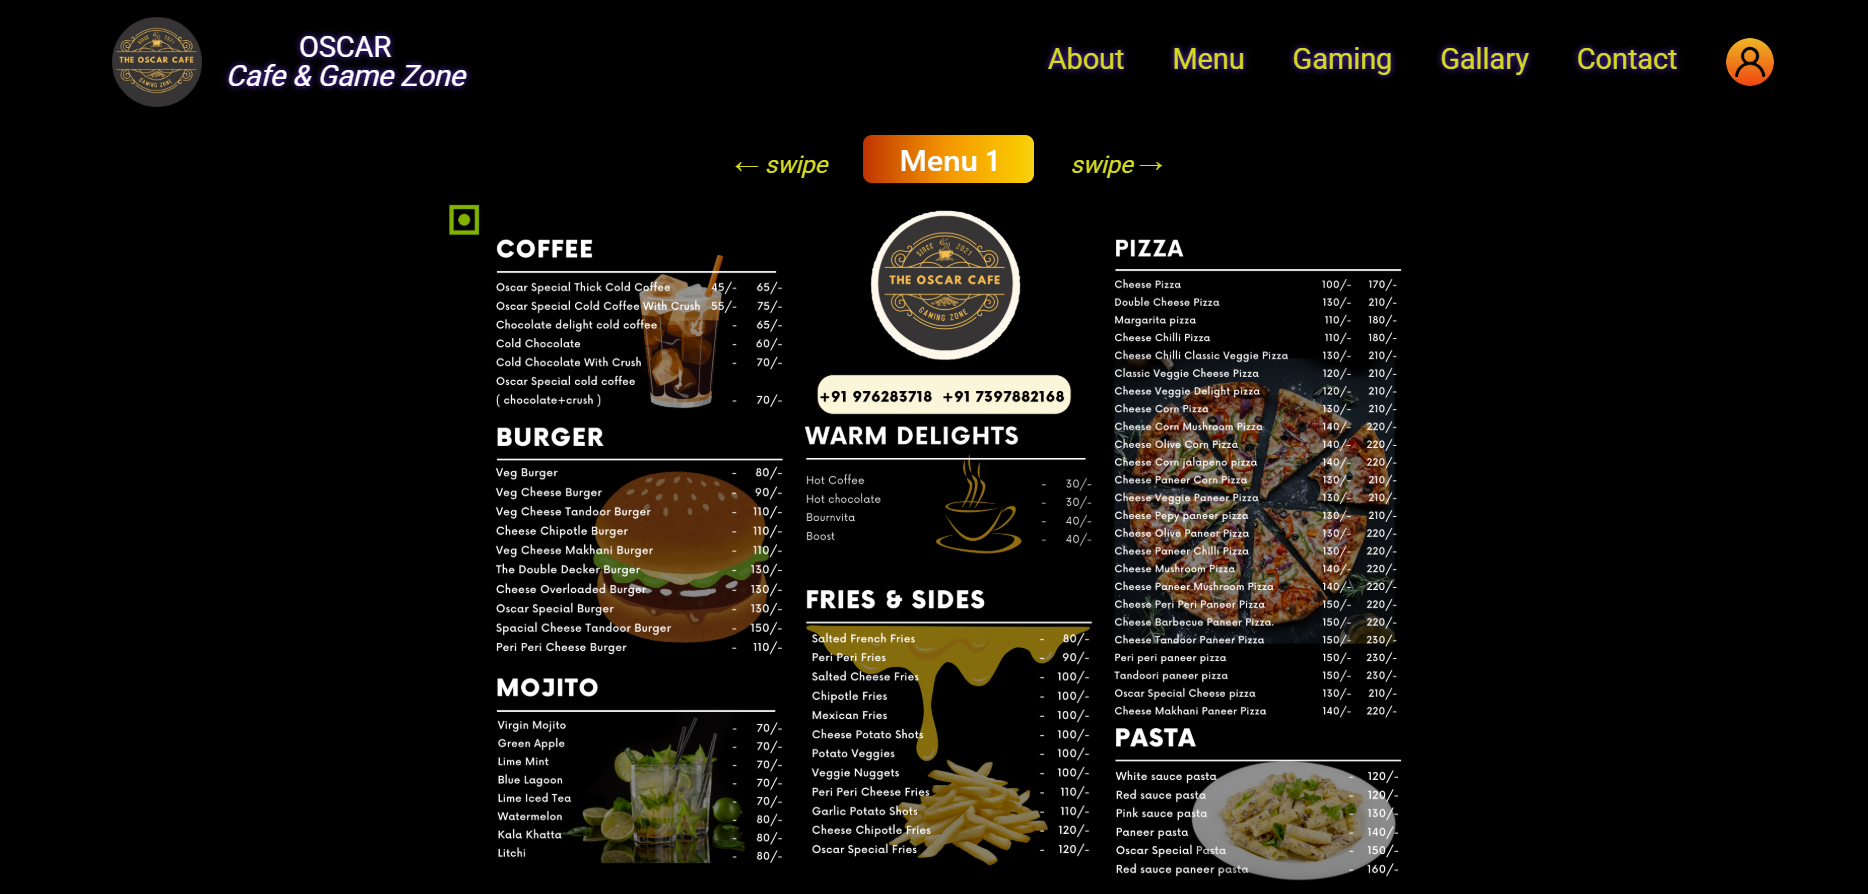 SINCE 2021
THE OSCAR CAFE
GAMING ZONE
OSCAR
Cafe & Game Zone
About Menu Gaming Gallary Contact
← swipe Menu 1 swipe →
COFFEE
Oscar Special Thick Cold Coffee 45/- 65/-
Oscar Special Cold Coffee With Crush 55/- 75/-
Chocolate delight cold coffee - 65/-
Cold Chocolate - 60/-
Cold Chocolate With Crush - 70/-
Oscar Special cold coffee
( chocolate+crush ) - 70/-
BURGER
Veg Burger - 80/-
Veg Cheese Burger - 90/-
Veg Cheese Tandoor Burger - 110/-
Cheese Chipotle Burger - 110/-
Veg Cheese Makhani Burger - 110/-
The Double Decker Burger - 130/-
Cheese Overloaded Burger - 130/-
Oscar Special Burger - 130/-
Spacial Cheese Tandoor Burger - 150/-
Peri Peri Cheese Burger - 110/-
MOJITO
Virgin Mojito - 70/-
Green Apple - 70/-
Lime Mint - 70/-
Blue Lagoon - 70/-
Lime Iced Tea - 70/-
Watermelon - 80/-
Kala Khatta - 80/-
Litchi - 80/-
SINCE 2021
THE OSCAR CAFE
GAMING ZONE
+91 976283718 +91 7397882168
WARM DELIGHTS
Hot Coffee - 30/-
Hot chocolate - 30/-
Bournvita - 40/-
Boost - 40/-
FRIES & SIDES
Salted French Fries - 80/-
Peri Peri Fries - 90/-
Salted Cheese Fries - 100/-
Chipotle Fries - 100/-
Mexican Fries - 100/-
Cheese Potato Shots - 100/-
Potato Veggies - 100/-
Veggie Nuggets - 100/-
Peri Peri Cheese Fries - 110/-
Garlic Potato Shots - 110/-
Cheese Chipotle Fries - 120/-
Oscar Special Fries - 120/-
PIZZA
Cheese Pizza 100/- 170/-
Double Cheese Pizza 130/- 210/-
Margarita pizza 110/- 180/-
Cheese Chilli Pizza 110/- 180/-
Cheese Chilli Classic Veggie Pizza 130/- 210/-
Classic Veggie Cheese Pizza 120/- 210/-
Cheese Veggie Delight pizza 120/- 210/-
Cheese Corn Pizza 130/- 210/-
Cheese Corn Mushroom Pizza 140/- 220/-
Cheese Olive Corn Pizza 140/- 220/-
Cheese Corn jalapeno pizza 140/- 220/-
Cheese Paneer Corn Pizza 130/- 210/-
Cheese Veggie Paneer Pizza 130/- 210/-
Cheese Pepy paneer pizza 130/- 210/-
Cheese Olive Paneer Pizza 130/- 220/-
Cheese Paneer Chilli Pizza 130/- 220/-
Cheese Mushroom Pizza 140/- 220/-
Cheese Paneer Mushroom Pizza 140/- 220/-
Cheese Peri Peri Paneer Pizza 150/- 220/-
Cheese Barbecue Paneer Pizza. 150/- 220/-
Cheese Tandoor Paneer Pizza 150/- 230/-
Peri peri paneer pizza 150/- 230/-
Tandoori paneer pizza 150/- 230/-
Oscar Special Cheese pizza 130/- 210/-
Cheese Makhani Paneer Pizza 140/- 220/-
PASTA
White sauce pasta - 120/-
Red sauce pasta - 120/-
Pink sauce pasta - 130/-
Paneer pasta - 140/-
Oscar Special Pasta - 150/-
Red sauce paneer pasta - 160/-